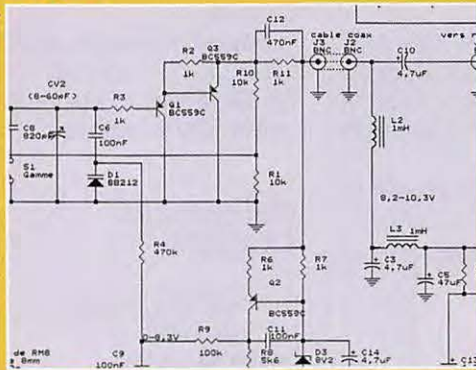 C12
470nF
Cable coax
J3
BNC
J2
BNC
vers r
C10
4,7uF
R2
1k
Q3
BC559C
R10
10k
R11
1k
CV2
(8-60pF)
R3
1k
Q1
BC559C
C8
820pF
C6
100nF
L2
1mH
S1
Gamme
D1
BB212
R1
10k
8,2-10,3V
R4
470k
L3 1mH
R6
1k
R7
1k
C3
4,7uF
C5
47uF
Q2
BC559C
0-8,3V
C11
100nF
de RM8
8mm
C9
100nF
R9
100k
R8
5k6
D3
8V2
C14
4,7uF